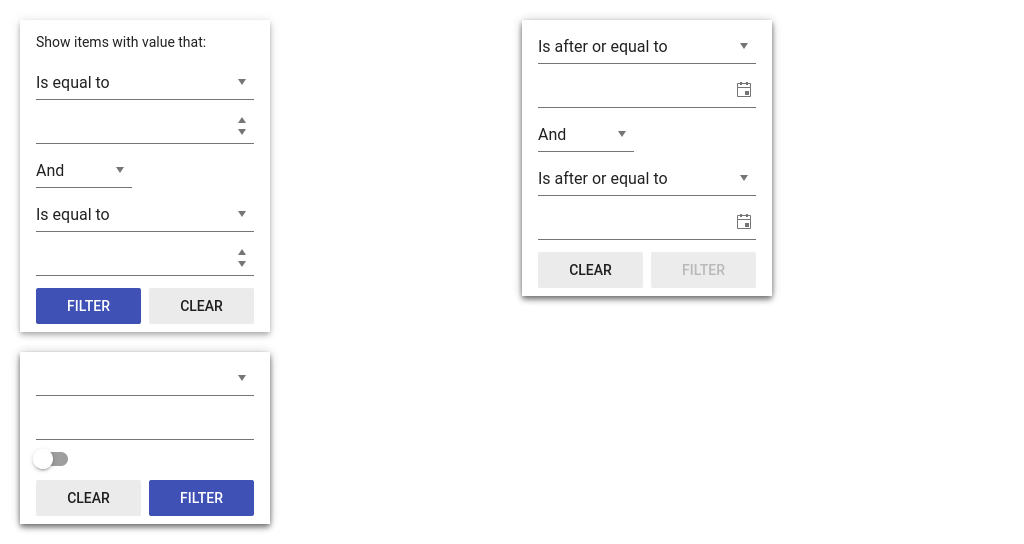 Show items with value that:
Is equal to
And
Is equal to
FILTER CLEAR
Is after or equal to
And
Is after or equal to
CLEAR FILTER
CLEAR FILTER